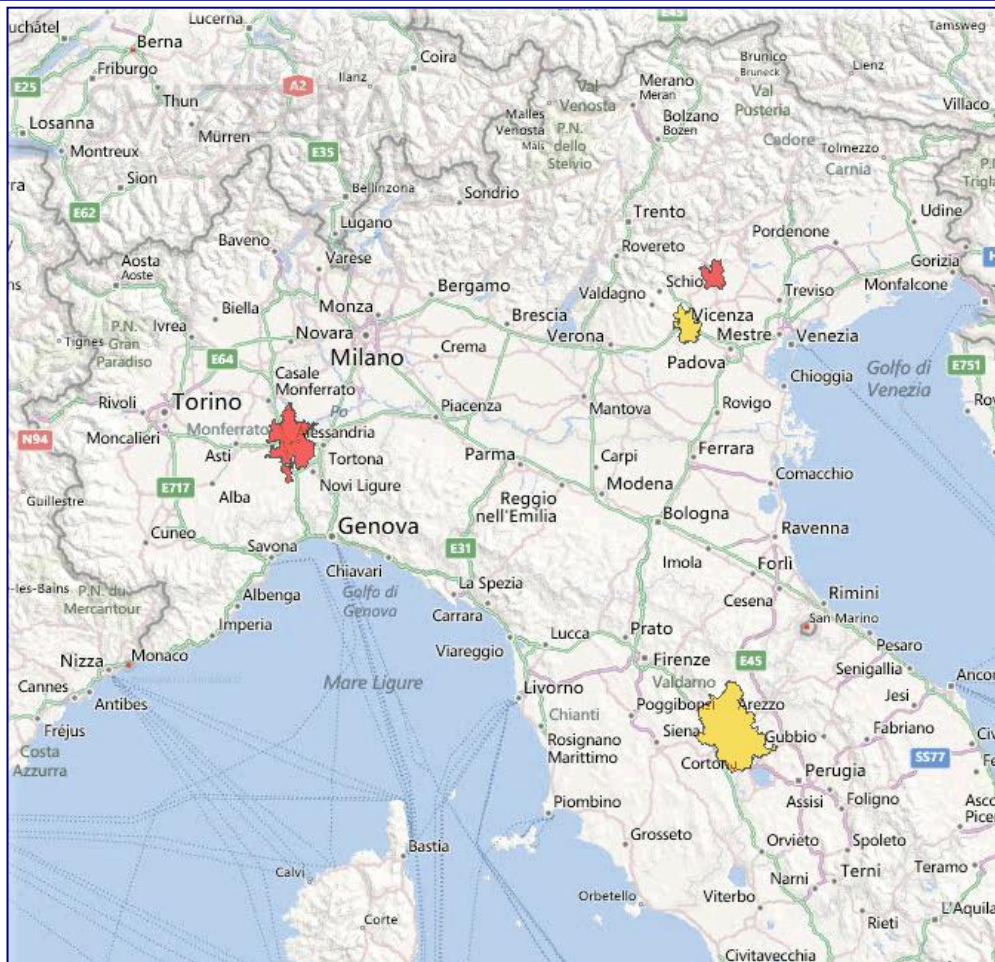 uchâtel
Berna
Lucerna
Tamsweg
Friburgo
Coira
Ilanz
E25
A2
Thun
Mürren
Losanna
Montreux
Sion
E62
E35
Bellinzona
Lugano
Sondrio
Merano
Meran
Val
Venosta
Malles
Venosta
Mals
P.N.
dello
Stelvio
Bolzano
Bozen
Brunico
Bruneck
Val
Pusteria
Lienz
Villaco
Cadore
Tolmezzo
Carnia
Trento
Rovereto
Pordenone
Udine
Gorizia
Monfalcone
Baveno
Varese
Aosta
Aoste
Biella
Monza
Bergamo
Schio
Valdagno
Vicenza
Treviso
Mestre
Venezia
Ivrea
P.N.
Gran
Paradiso
Tignes
Novara
Milano
Crema
Brescia
Verona
Padova
Chioggia
Golfo di
Venezia
E751
E64
Casale
Monferrato
Rivoli
Torino
Moncalieri
Monferrato
Po
Alessandria
Piacenza
Mantova
Rovigo
N94
Asti
Tortona
Parma
Carpi
Ferrara
E717
Alba
Novi Ligure
Guillestre
Reggio
nell'Emilia
Modena
Comacchio
Cuneo
Genova
Bologna
Ravenna
Savona
E31
Imola
Forlì
Chiavari
Golfo di
Genova
La Spezia
Cesena
Rimini
San Marino
-les-Bains
P.N. du
Mercantour
Albenga
Carrara
Imperia
Viareggio
Lucca
Prato
Pesaro
Nizza
Monaco
Firenze
E45
Senigallia
Cannes
Antibes
Mare Ligure
Livorno
Valdarno
Ancon
Fréjus
Chianti
Poggibonsi
Arezzo
Jesi
Costa
Azzurra
Rosignano
Marittimo
Siena
Gubbio
Fabriano
Cortona
SS77
Perugia
Piombino
Assisi
Foligno
Grosseto
Orvieto
Spoleto
Bastia
Calvi
Teramo
Orbetello
Viterbo
Narni
Terni
Corte
Rieti
L'Aquila
Civitavecchia